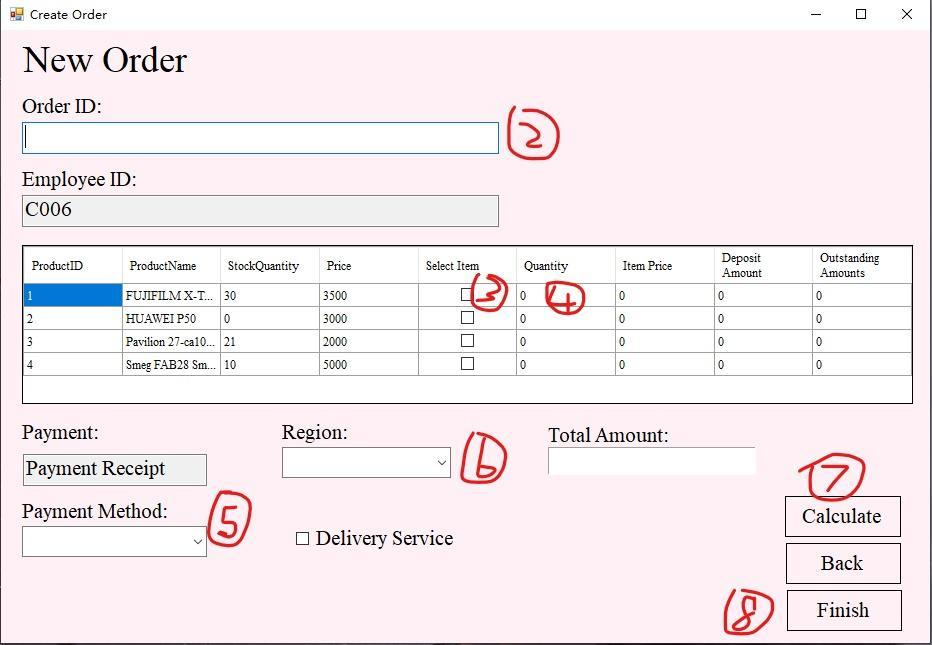 Create Order
New Order
Order ID:
2
Employee ID:
C006
ProductID ProductName StockQuantity Price Select Item Quantity Item Price Deposit Amount Outstanding Amounts
1 FUJIFILM X-T... 30 3500 3 0 4 0 0 0
2 HUAWEI P50 0 3000 0 0 0 0
3 Pavilion 27-ca10... 21 2000 0 0 0 0
4 Smeg FAB28 Sm... 10 5000 0 0 0 0
Payment: Region: Total Amount:
Payment Receipt 6
7
Payment Method: 5 Calculate
Delivery Service
Back
8 Finish